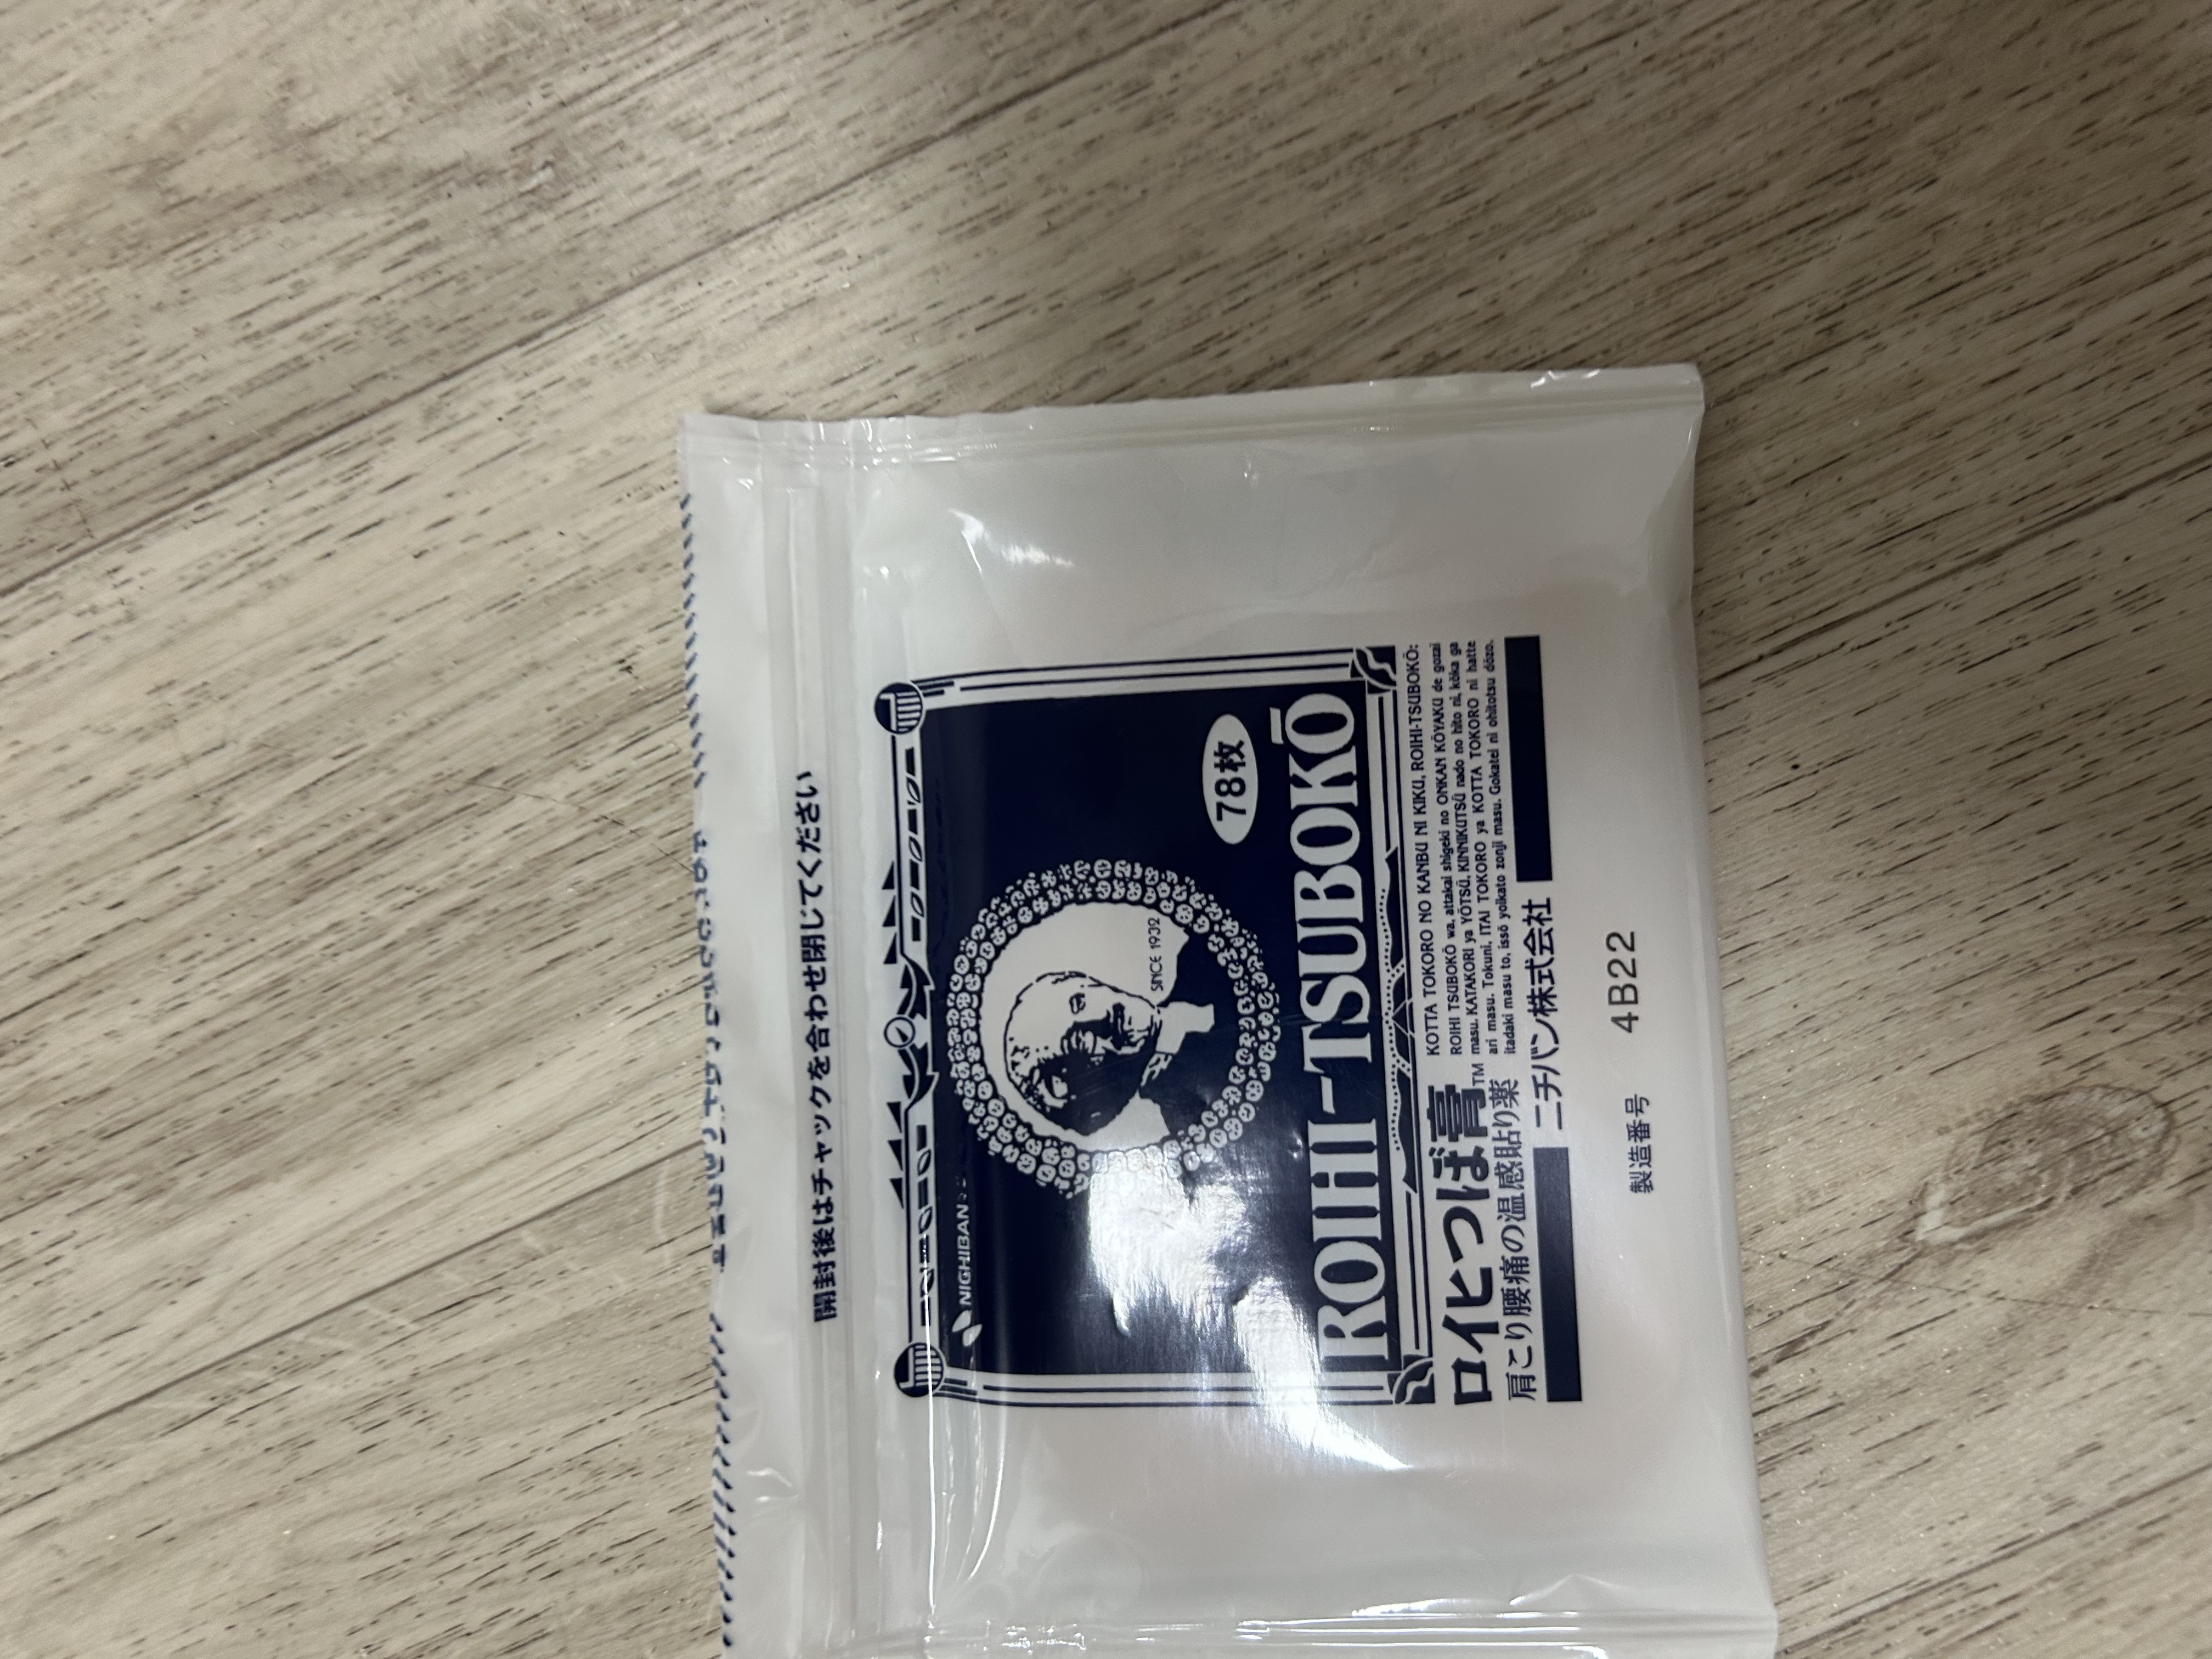 開封後はチャックを合わせ閉じてください
NICHIBAN
SINCE 1932
78枚
ROIHI-TSUBOKŌ
ロイヒつぼ膏™
肩こり腰痛の温感貼り薬
KOTTA TOKORO NO KANBU NI KIKU, ROIHI-TSUBOKŌ:
ROIHI TSUBOKŌ wa, attakai shigeki no ONKAN KŌYAKU de gozai
masu. KATAKORI ya YŌTSŪ, KINNIKUTSŪ nado no hito ni, kōka ga
ari masu. Tokuni, ITAI TOKORO ya KOTTA TOKORO ni hatte
itadaki masu to, issō yoikato zonji masu. Gokatei ni ohitotsu dōzo.
ニチバン株式会社
製造番号 4B22